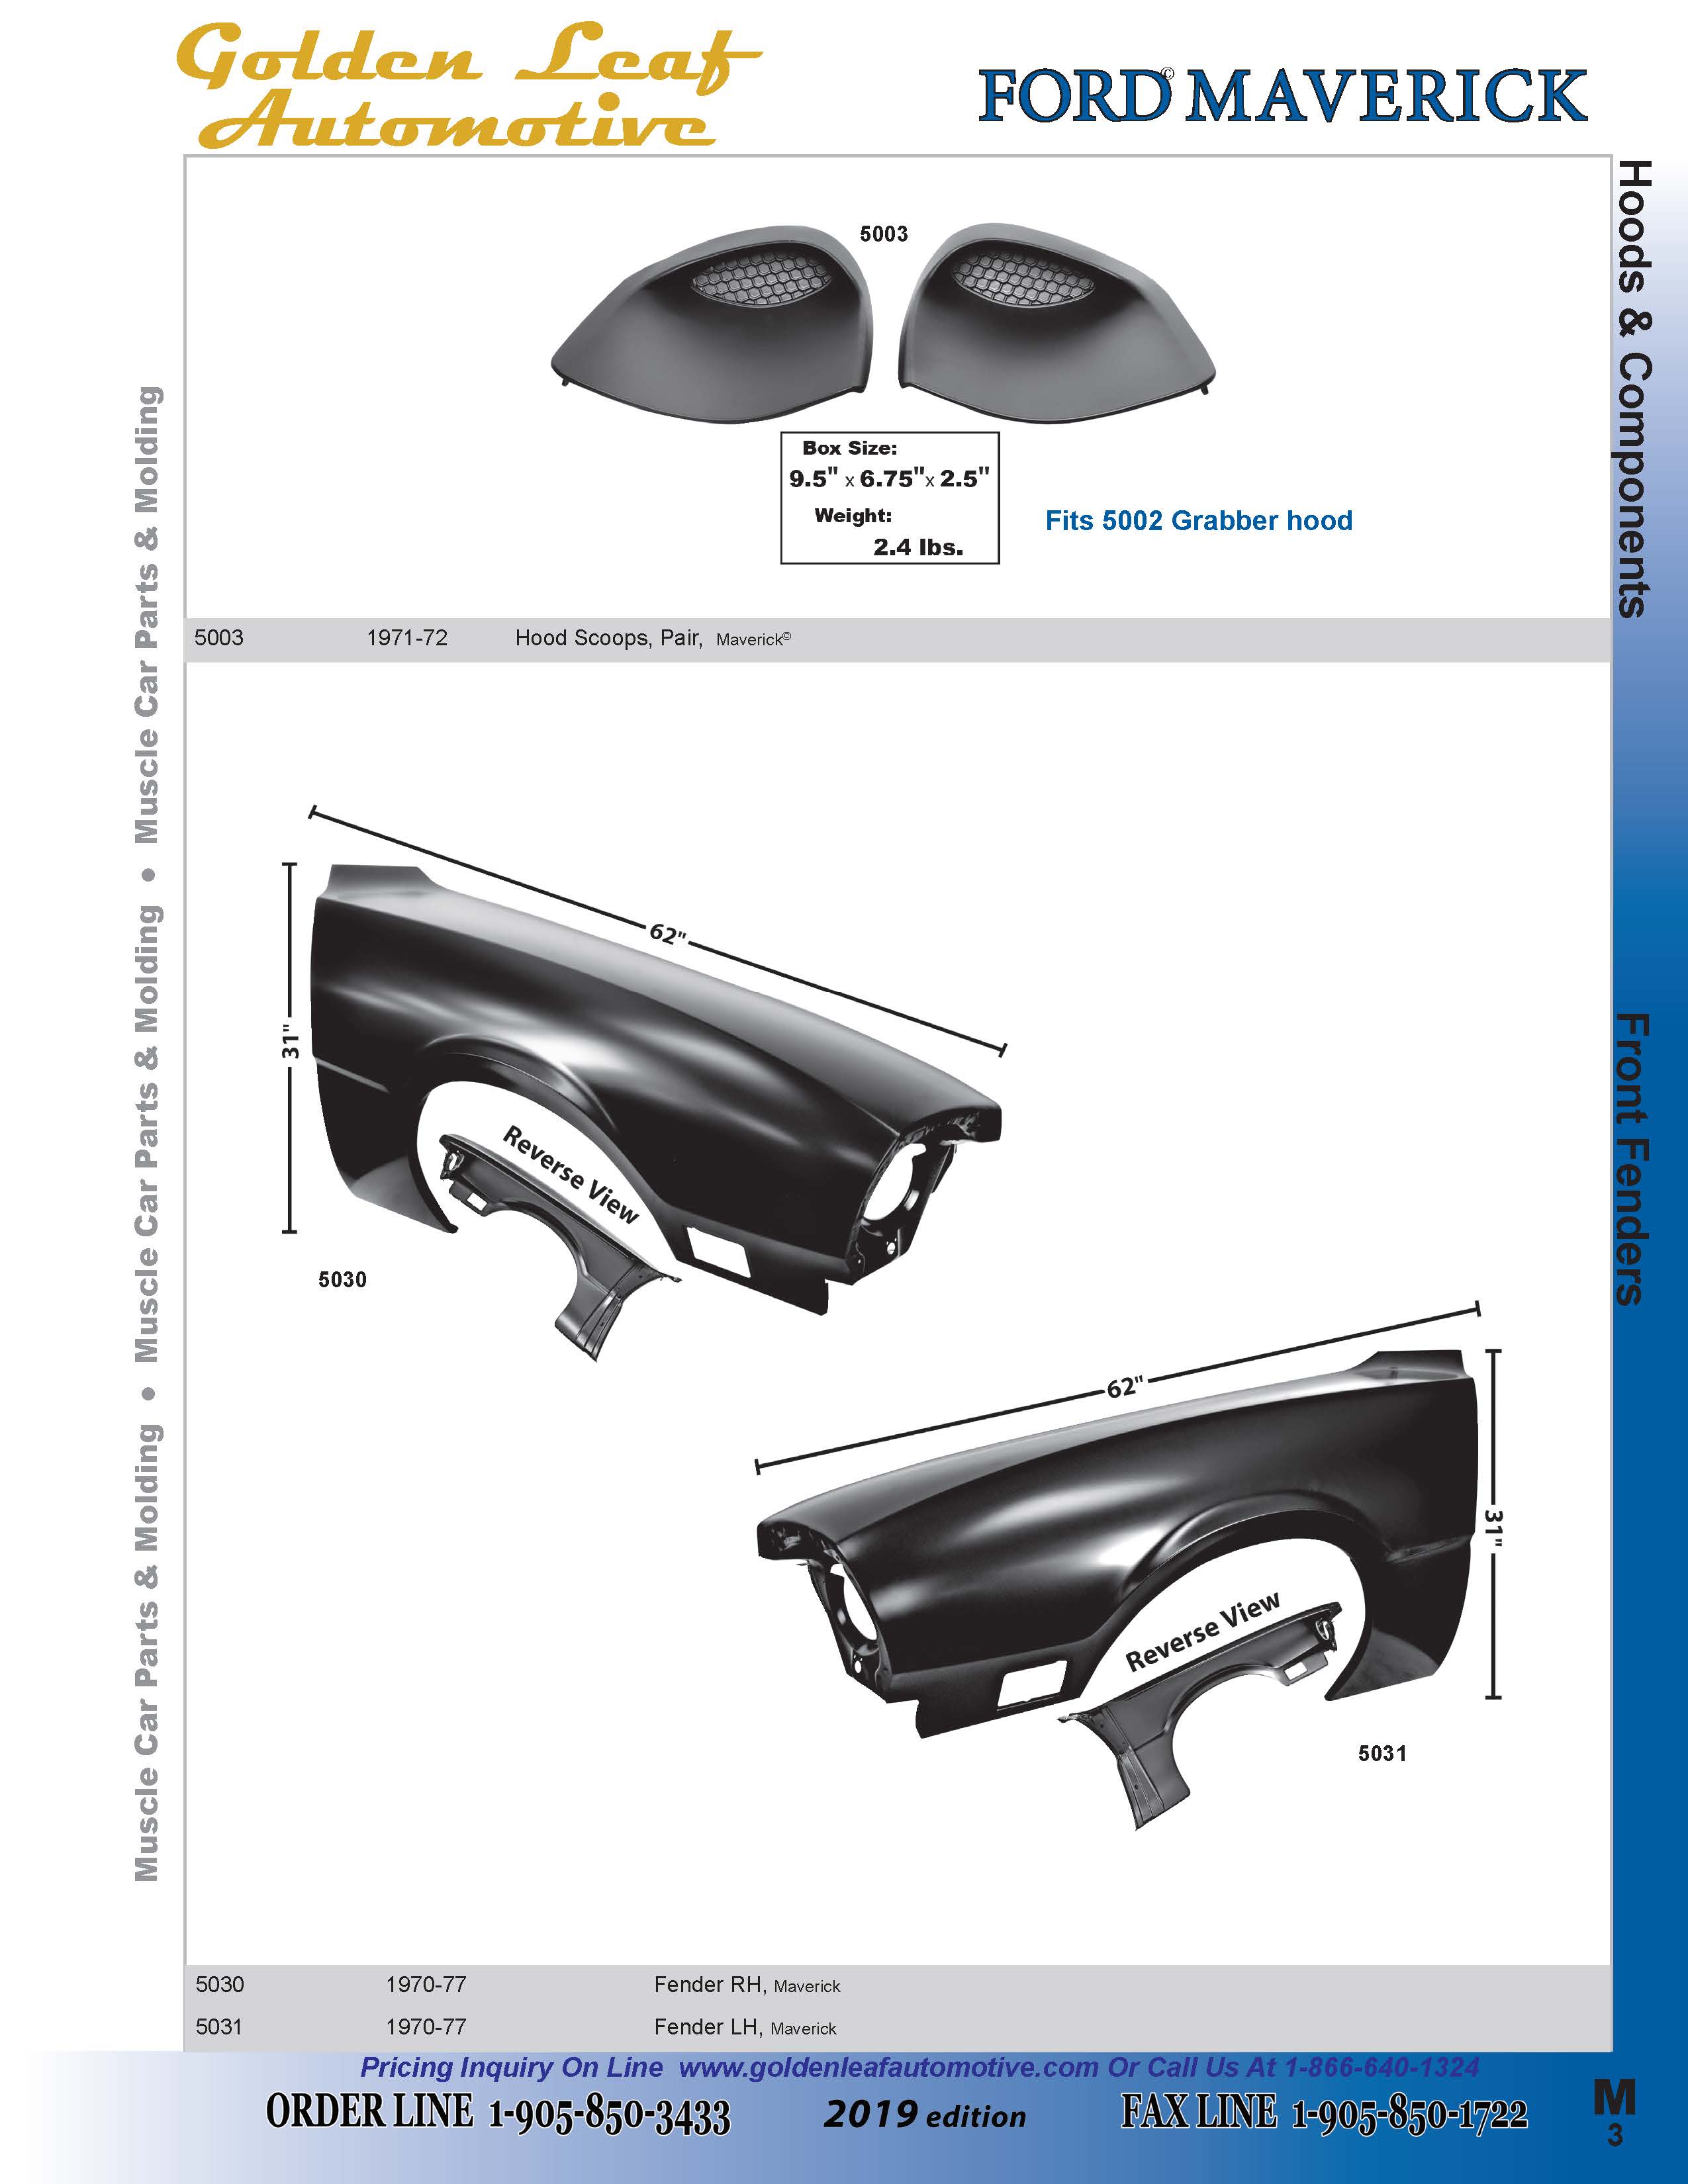 Golden Leaf
Automotive
FORD© MAVERICK
Hoods & Components
5003
Box Size:
9.5" x 6.75"x 2.5"
Weight:
2.4 lbs.
Fits 5002 Grabber hood
5003 1971-72 Hood Scoops, Pair, Maverick©
Muscle Car Parts & Molding • Muscle Car Parts & Molding • Muscle Car Parts & Molding
Front Fenders
62"
31"
Reverse View
5030
62"
31"
Reverse View
5031
5030 1970-77 Fender RH, Maverick
5031 1970-77 Fender LH, Maverick
Pricing Inquiry On Line www.goldenleafautomotive.com Or Call Us At 1-866-640-1324
ORDER LINE 1-905-850-3433 2019 edition FAX LINE 1-905-850-1722
M
3